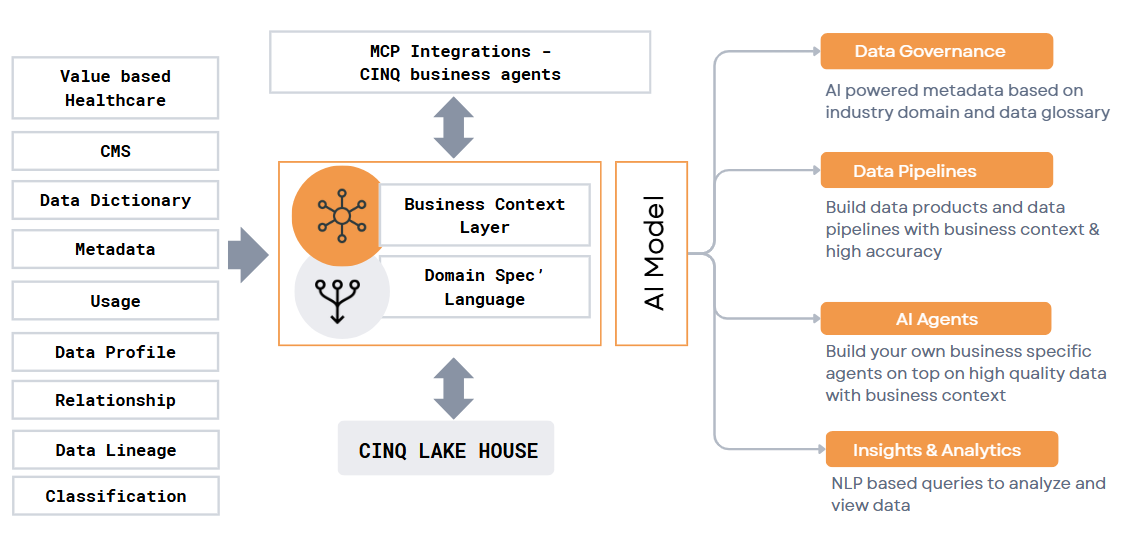 Value based
Healthcare
CMS
Data Dictionary
Metadata
Usage
Data Profile
Relationship
Data Lineage
Classification
MCP Integrations -
CINQ business agents
Business Context
Layer
Domain Spec’
Language
CINQ LAKE HOUSE
AI Model
Data Governance
AI powered metadata based on
industry domain and data glossary
Data Pipelines
Build data products and data
pipelines with business context &
high accuracy
AI Agents
Build your own business specific
agents on top on high quality data
with business context
Insights & Analytics
NLP based queries to analyze and
view data